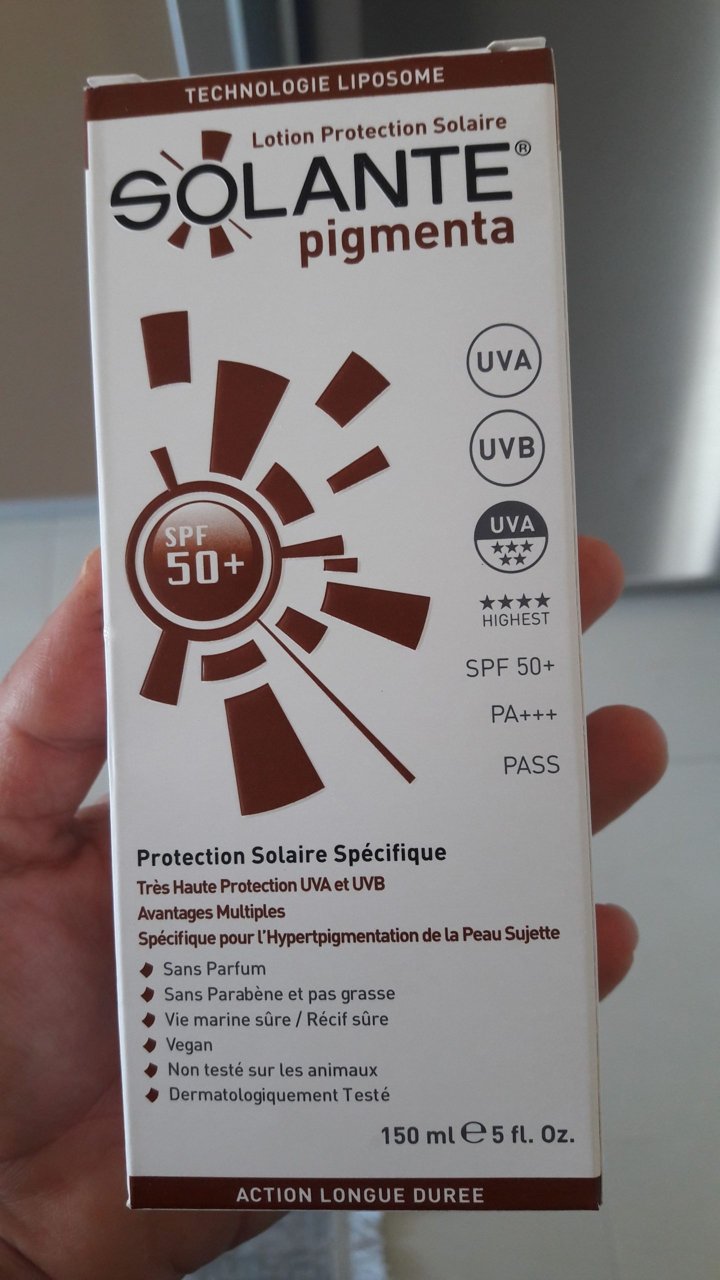 TECHNOLOGIE LIPOSOME
Lotion Protection Solaire
SOLANTE®
pigmenta
UVA
UVB
SPF
50+
UVA
★★★
★★
★★★★
HIGHEST
SPF 50+
PA+++
PASS
Protection Solaire Spécifique
Très Haute Protection UVA et UVB
Avantages Multiples
Spécifique pour l'Hypertpigmentation de la Peau Sujette
Sans Parfum
Sans Parabène et pas grasse
Vie marine sûre / Récif sûre
Vegan
Non testé sur les animaux
Dermatologiquement Testé
150 ml ℮ 5 fl. Oz.
ACTION LONGUE DUREE